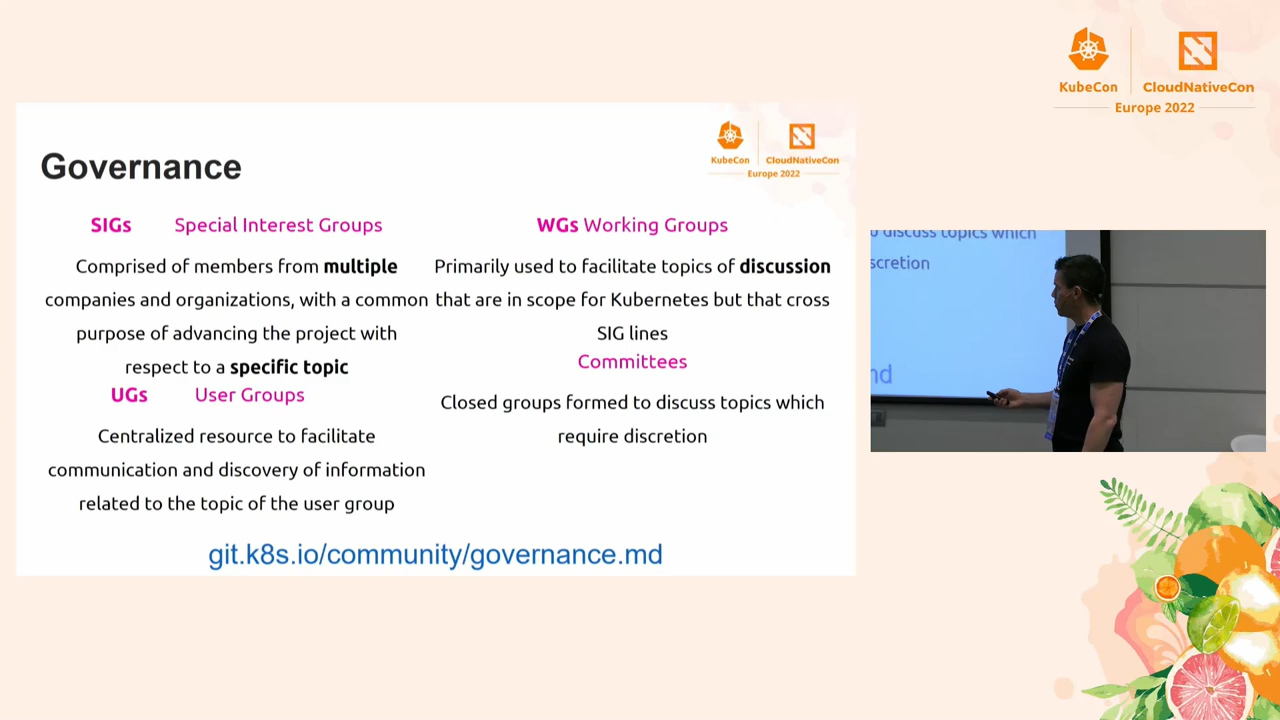 KubeCon
CloudNativeCon
Europe 2022
KubeCon
CloudNativeCon
Europe 2022
Governance
SIGs Special Interest Groups
Comprised of members from multiple
companies and organizations, with a common
purpose of advancing the project with
respect to a specific topic
UGs User Groups
Centralized resource to facilitate
communication and discovery of information
related to the topic of the user group
WGs Working Groups
Primarily used to facilitate topics of discussion
that are in scope for Kubernetes but that cross
SIG lines
Committees
Closed groups formed to discuss topics which
require discretion
git.k8s.io/community/governance.md
discuss topics which
scretion
nd